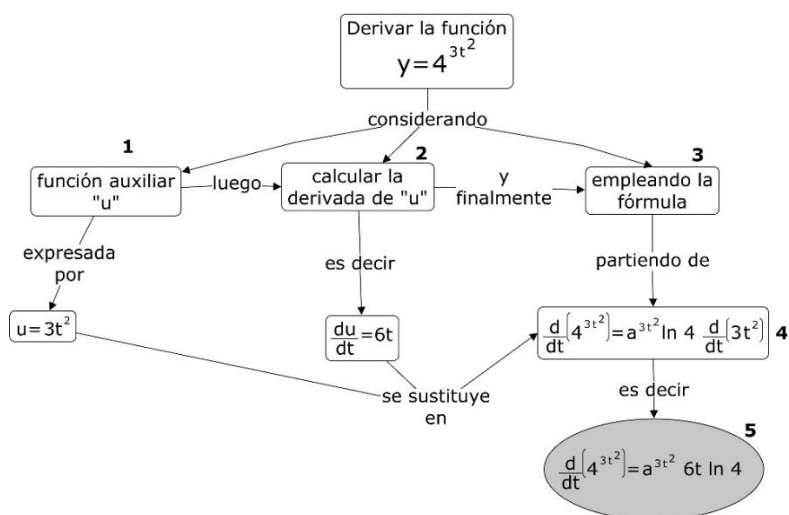 Derivar la función
y=4^{3t^2}
considerando
1
función auxiliar
"u"
luego
2
calcular la
derivada de "u"
y
finalmente
3
empleando la
fórmula
expresada
por
es decir
partiendo de
u=3t^2
du/dt=6t
d/dt(4^{3t^2})=a^{3t^2} ln 4 d/dt(3t^2)
4
se sustituye
en
es decir
5
d/dt(4^{3t^2})=a^{3t^2} 6t ln 4